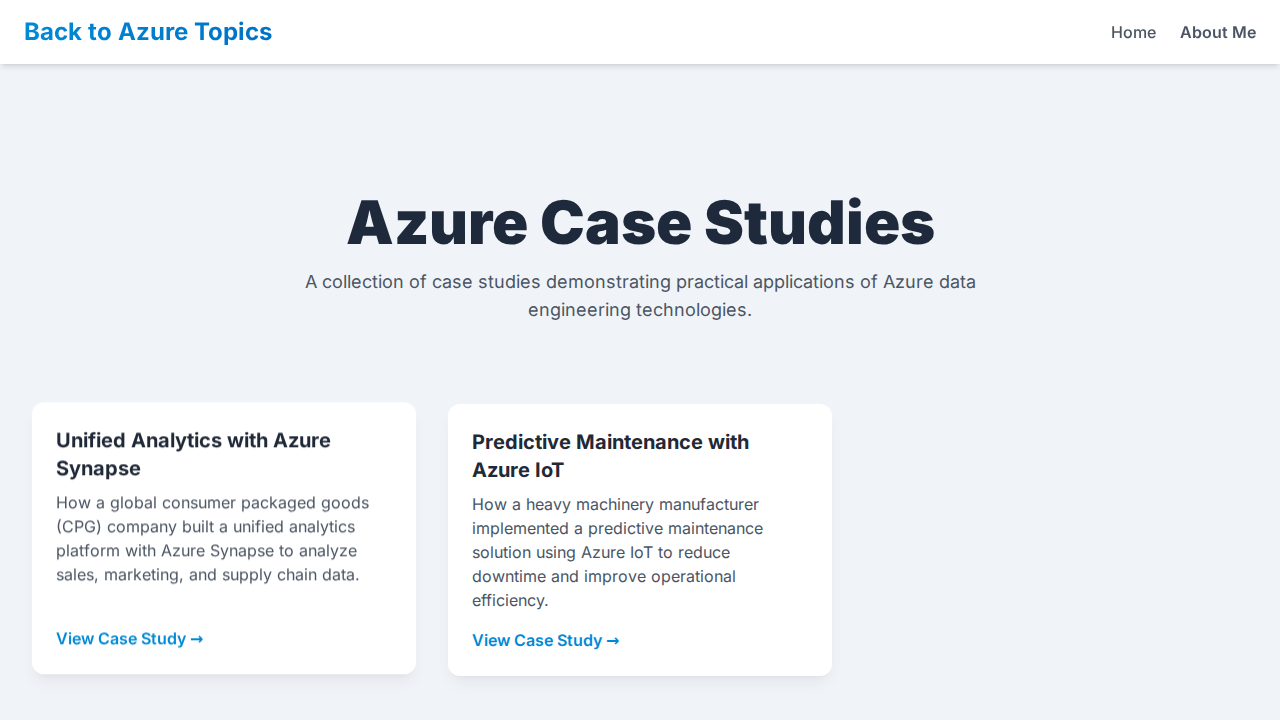 Back to Azure Topics
Home
About Me
Azure Case Studies
A collection of case studies demonstrating practical applications of Azure data
engineering technologies.
Unified Analytics with Azure
Synapse
How a global consumer packaged goods
(CPG) company built a unified analytics
platform with Azure Synapse to analyze
sales, marketing, and supply chain data.
View Case Study →
Predictive Maintenance with
Azure IoT
How a heavy machinery manufacturer
implemented a predictive maintenance
solution using Azure IoT to reduce
downtime and improve operational
efficiency.
View Case Study →